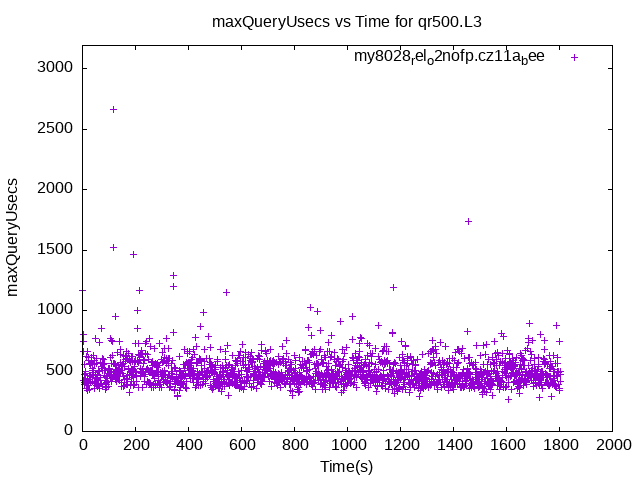 maxQueryUsecs vs Time for qr500.L3
my8028relo2nofp.cz11abee
3000
2500
2000
1500
1000
500
0
maxQueryUsecs
0 200 400 600 800 1000 1200 1400 1600 1800 2000
Time(s)